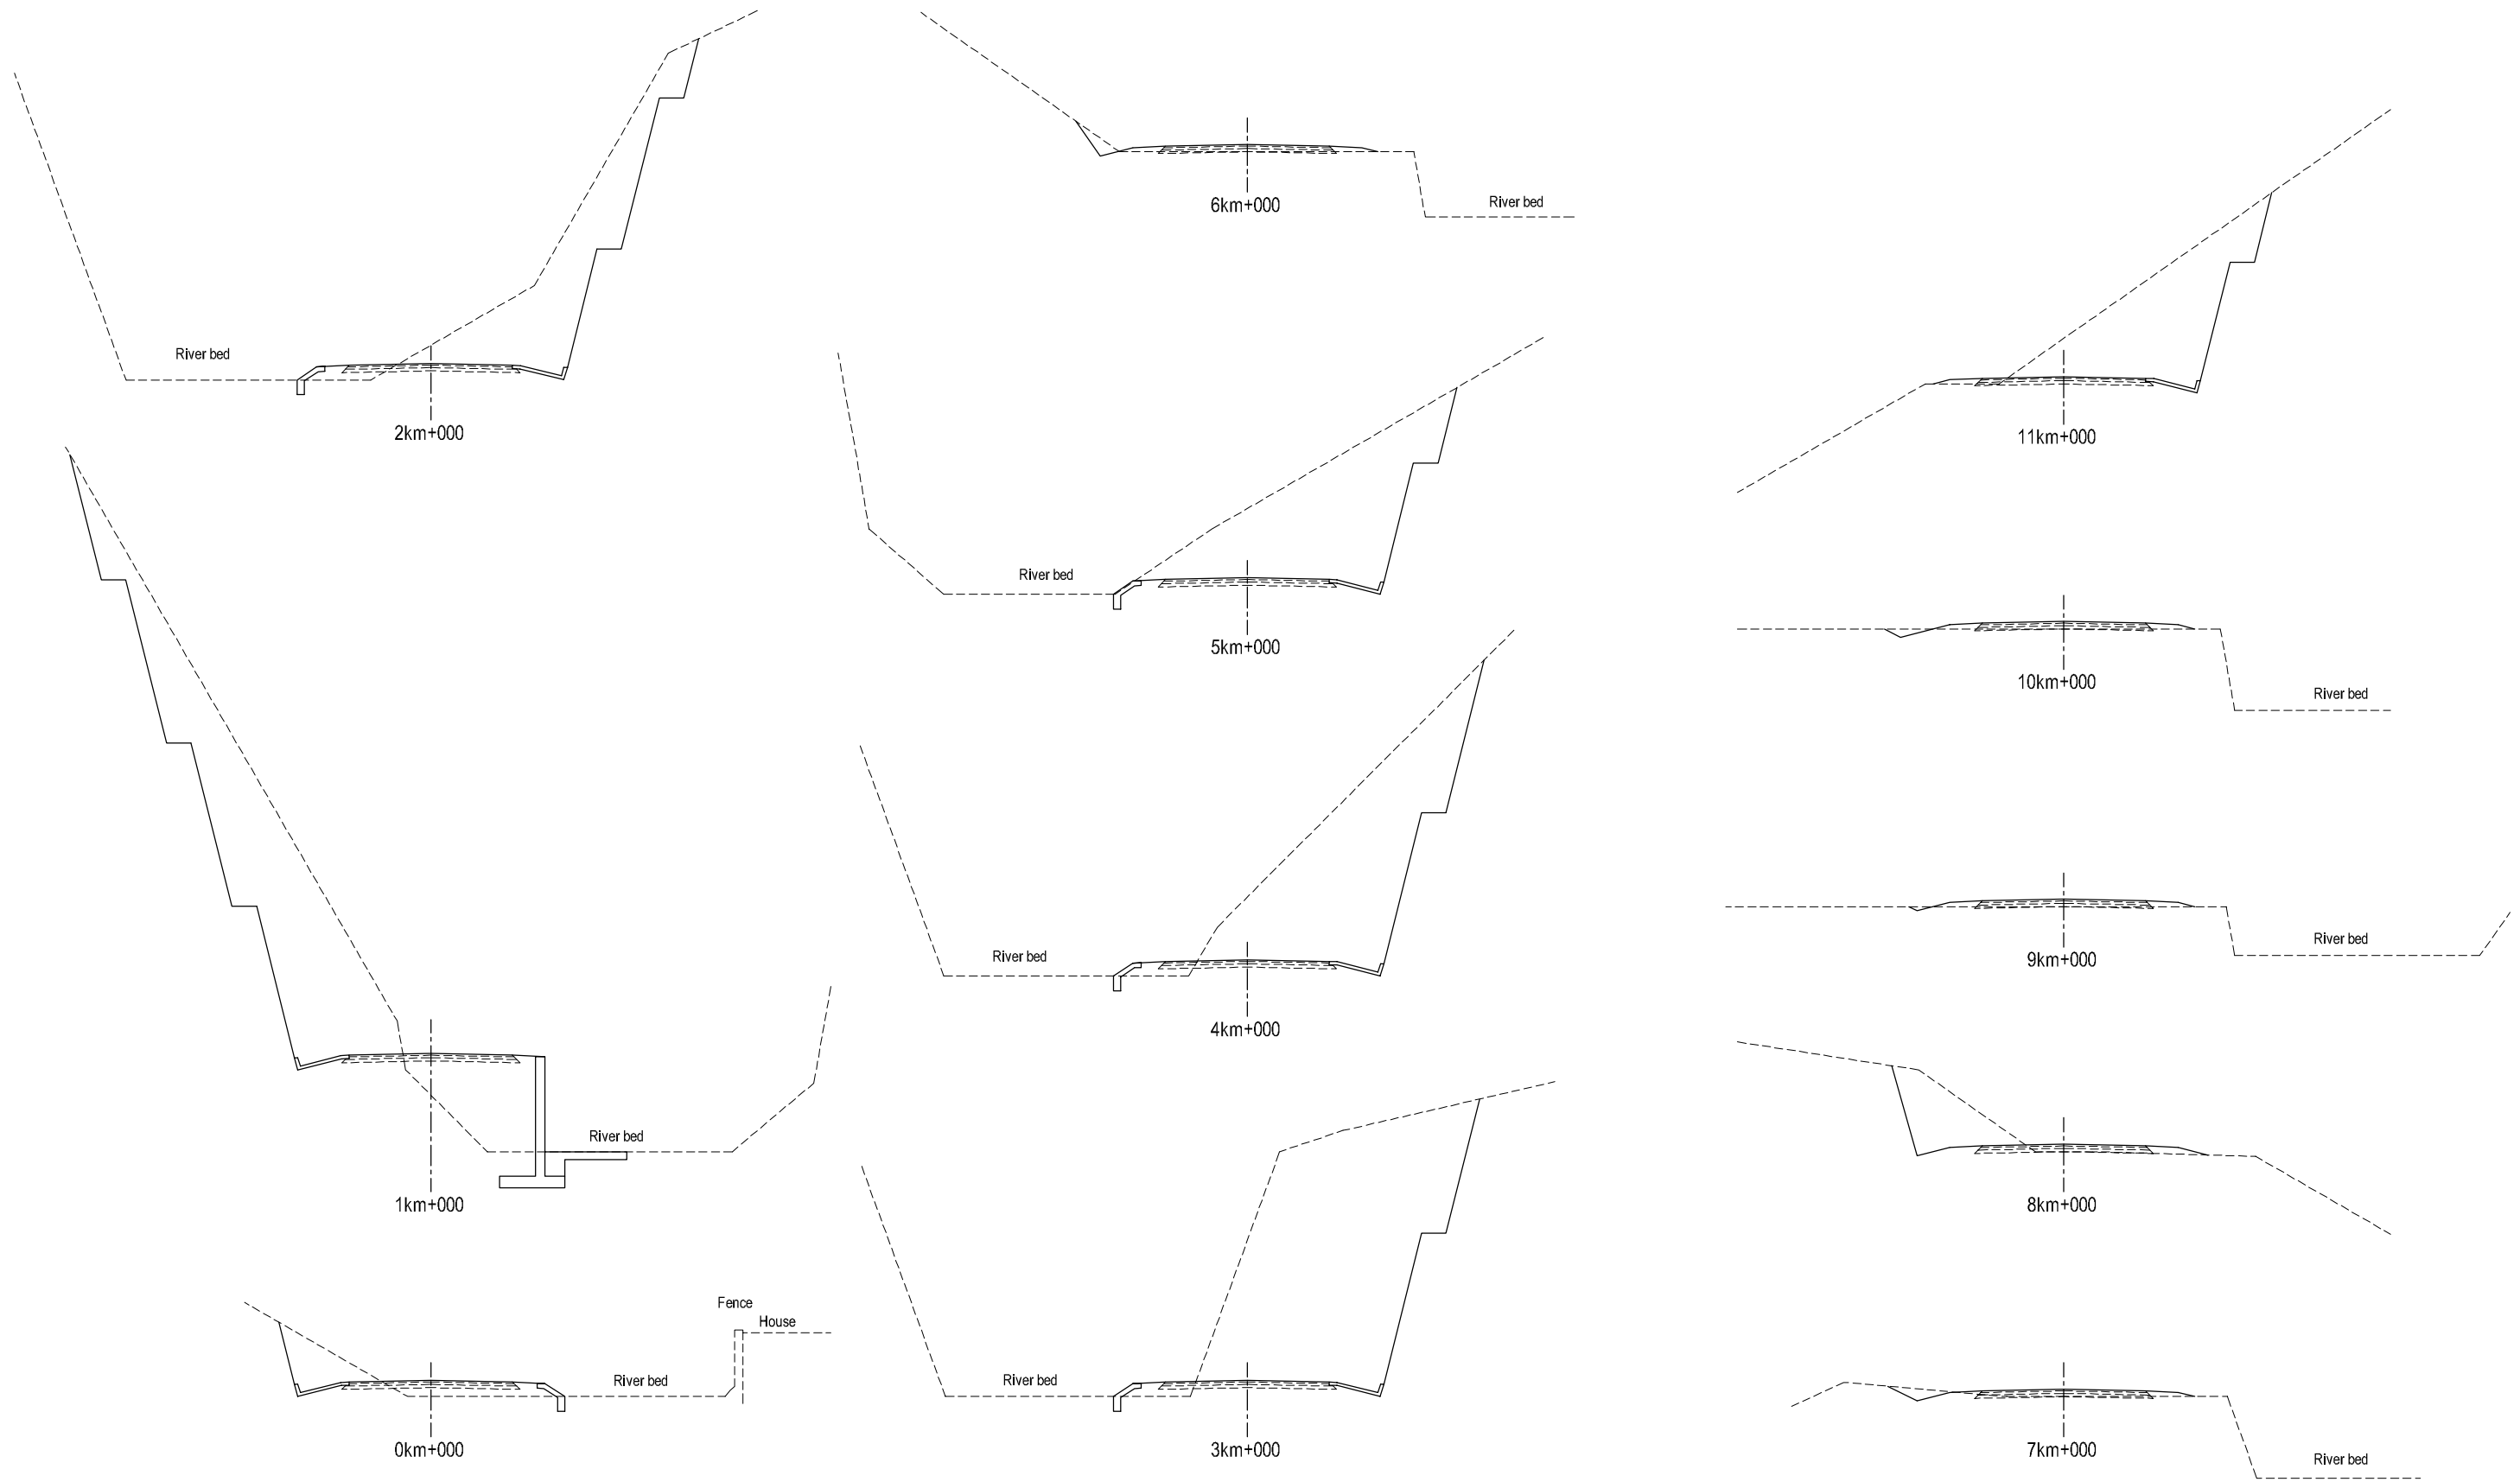 River bed
2km+000
1km+000
River bed
Fence
House
River bed
0km+000
6km+000
River bed
River bed
5km+000
River bed
4km+000
River bed
3km+000
11km+000
10km+000
River bed
9km+000
River bed
8km+000
7km+000
River bed